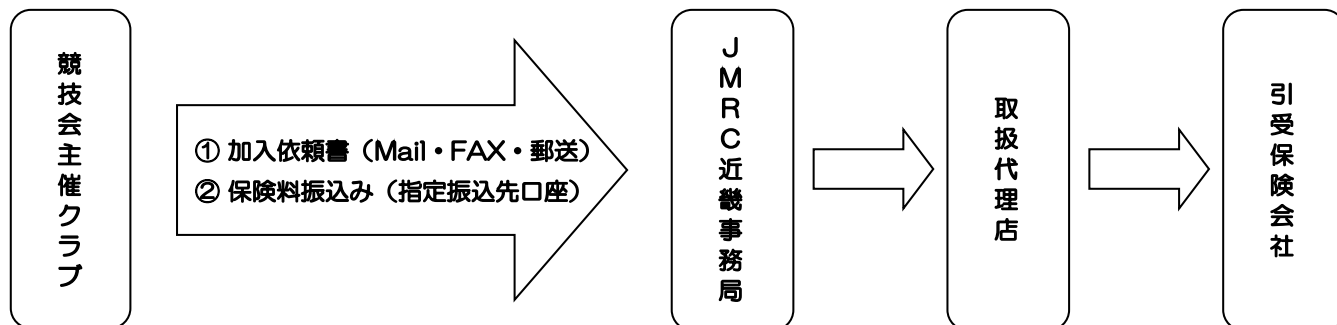 競技会主催クラブ
① 加入依頼書（Mail・FAX・郵送）
② 保険料振込み（指定振込先口座）
JMRC近畿事務局
取扱代理店
引受保険会社